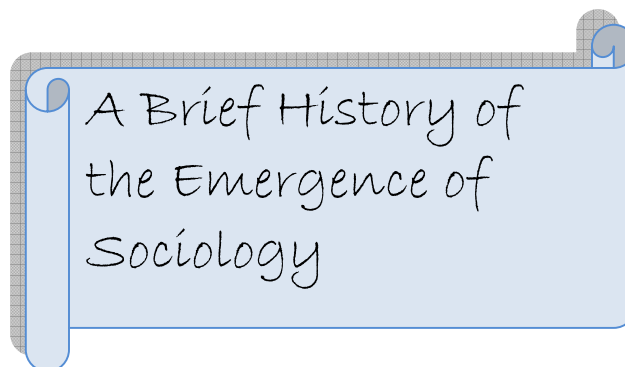 A Brief History of
the Emergence of
Sociology